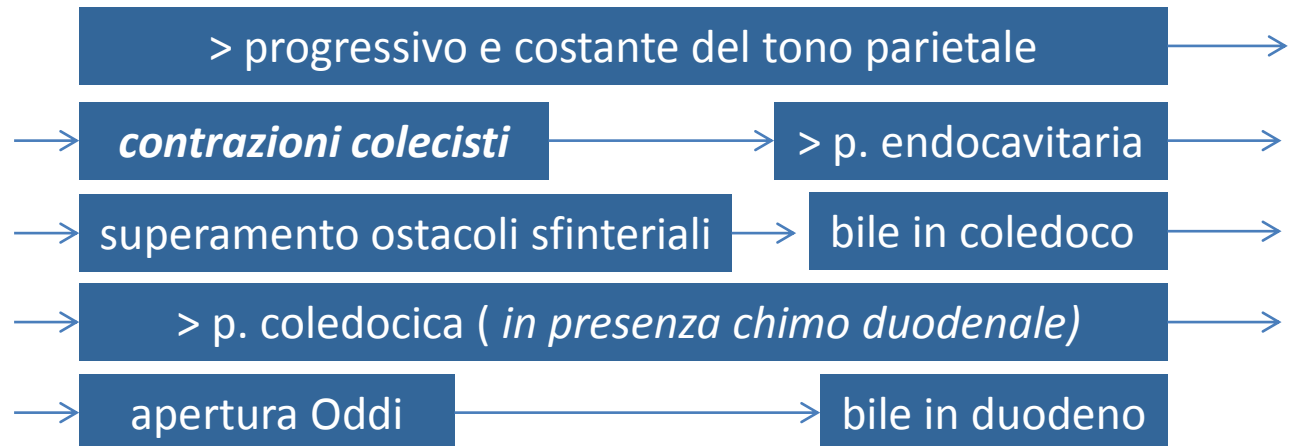 > progressivo e costante del tono parietale
contrazioni colecisti > p. endocavitaria
superamento ostacoli sfinteriali bile in coledoco
> p. coledocica ( in presenza chimo duodenale)
apertura Oddi bile in duodeno